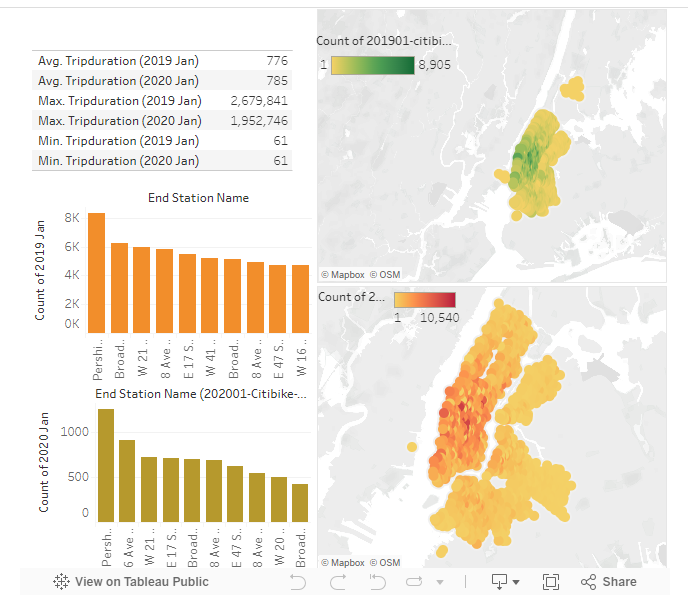 Avg. Tripduration (2019 Jan) 776
Avg. Tripduration (2020 Jan) 785
Max. Tripduration (2019 Jan) 2,679,841
Max. Tripduration (2020 Jan) 1,952,746
Min. Tripduration (2019 Jan) 61
Min. Tripduration (2020 Jan) 61
Count of 201901-citibi...
1 8,905
© Mapbox © OSM
End Station Name
Count of 2019 Jan
8K
6K
4K
2K
0K
Pershi..
Broad..
W 21 ..
8 Ave ..
E 17 S..
W 41 ..
Broad..
8 Ave ..
E 47 S..
W 16 ..
Count of 2...
1 10,540
© Mapbox © OSM
End Station Name (202001-Citibike-...
Count of 2020 Jan
1000
500
0
Persh..
6 Ave ..
W 21 ..
E 17 S..
Broad..
8 Ave ..
E 47 S..
8 Ave ..
W 20 ..
Broad..
View on Tableau Public
Share